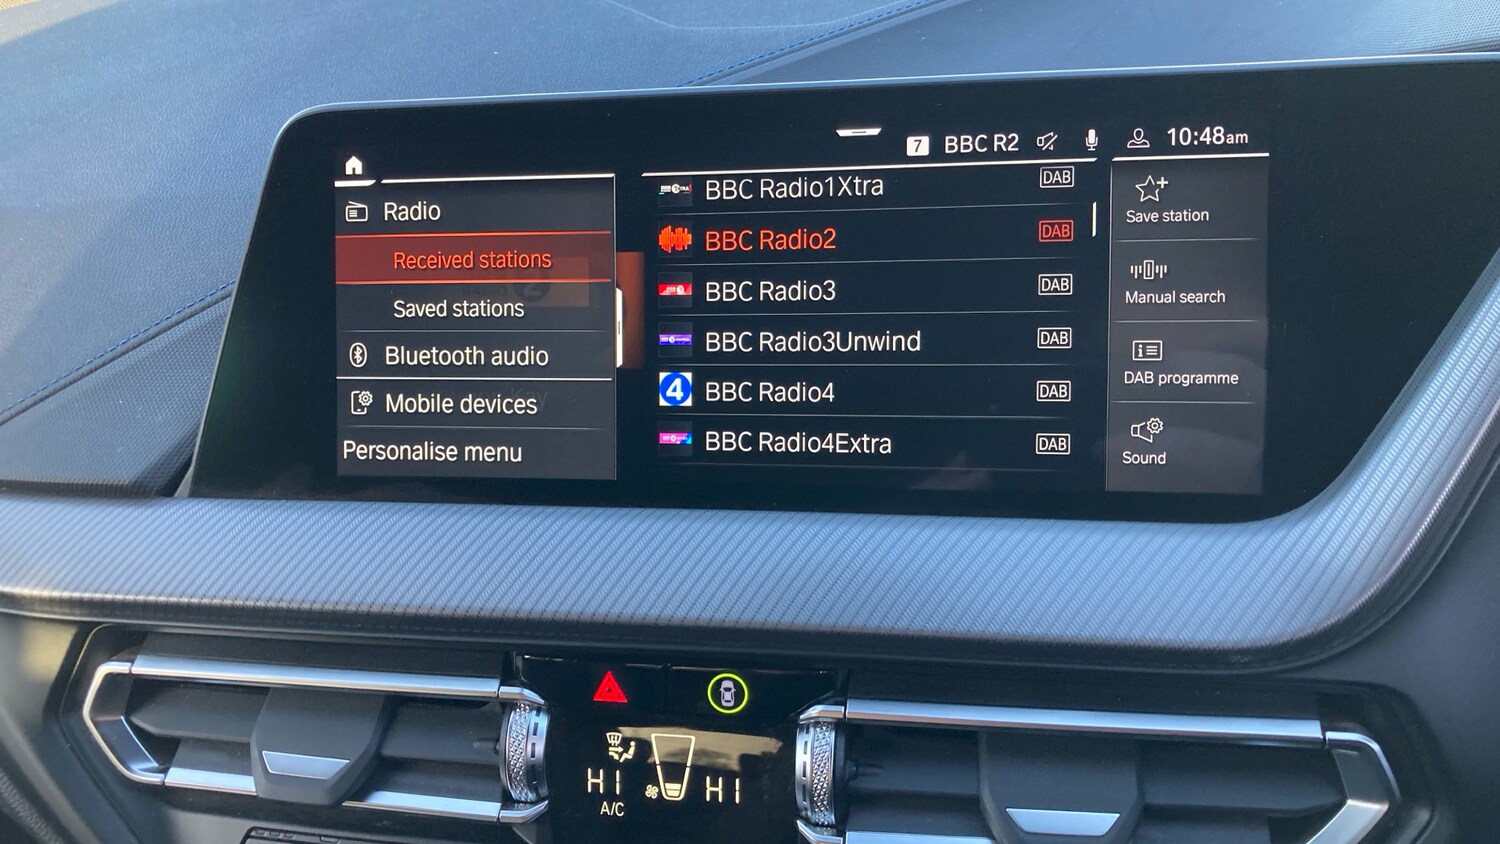 7 BBC R2 10:48am
Radio
Received stations
Saved stations
Bluetooth audio
Mobile devices
Personalise menu
BBC Radio1Xtra DAB
BBC Radio2 DAB
BBC Radio3 DAB
BBC Radio3Unwind DAB
4 BBC Radio4 DAB
BBC Radio4Extra DAB
Save station
Manual search
DAB programme
Sound
HI HI
A/C